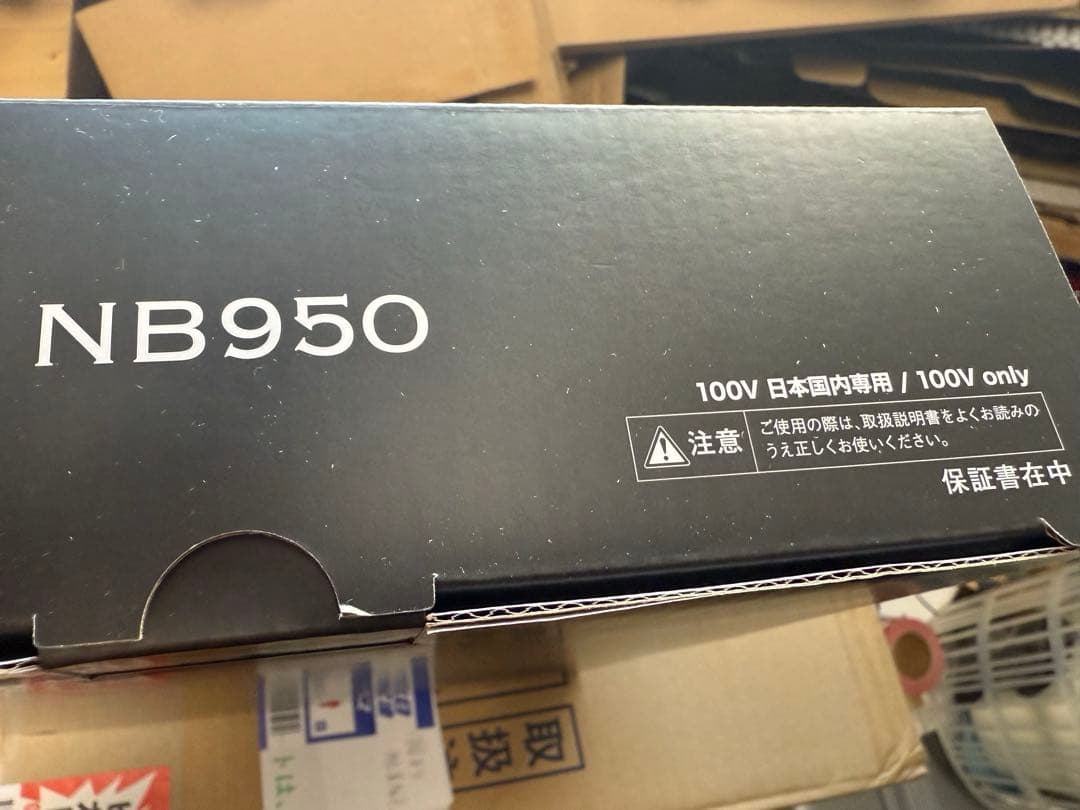 NB950
100V 日本国内専用 / 100V only
注意
ご使用の際は、取扱説明書をよくお読みの
うえ正しくお使いください。
保証書在中
取
扱